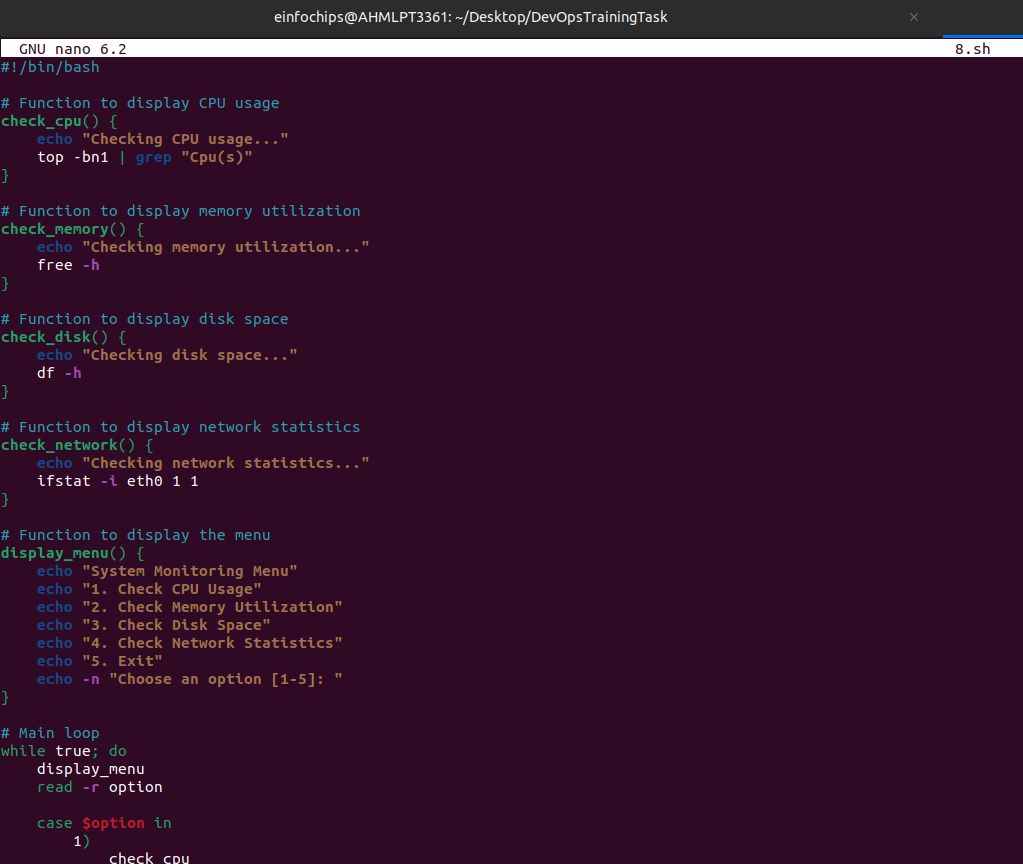 einfochips@AHMLPT3361: ~/Desktop/DevOpsTrainingTask
GNU nano 6.2 8.sh
#!/bin/bash
# Function to display CPU usage
check_cpu() {
    echo "Checking CPU usage..."
    top -bn1 | grep "Cpu(s)"
}
# Function to display memory utilization
check_memory() {
    echo "Checking memory utilization..."
    free -h
}
# Function to display disk space
check_disk() {
    echo "Checking disk space..."
    df -h
}
# Function to display network statistics
check_network() {
    echo "Checking network statistics..."
    ifstat -i eth0 1 1
}
# Function to display the menu
display_menu() {
    echo "System Monitoring Menu"
    echo "1. Check CPU Usage"
    echo "2. Check Memory Utilization"
    echo "3. Check Disk Space"
    echo "4. Check Network Statistics"
    echo "5. Exit"
    echo -n "Choose an option [1-5]: "
}
# Main loop
while true; do
    display_menu
    read -r option
    case $option in
        1)
            check_cpu